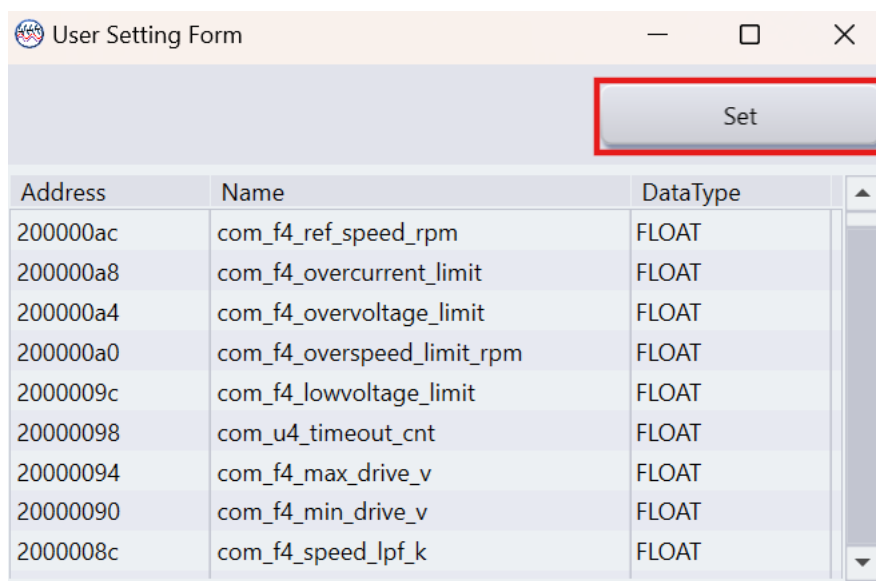 User Setting Form
Set
Address Name DataType
200000ac com_f4_ref_speed_rpm FLOAT
200000a8 com_f4_overcurrent_limit FLOAT
200000a4 com_f4_overvoltage_limit FLOAT
200000a0 com_f4_overspeed_limit_rpm FLOAT
2000009c com_f4_lowvoltage_limit FLOAT
20000098 com_u4_timeout_cnt FLOAT
20000094 com_f4_max_drive_v FLOAT
20000090 com_f4_min_drive_v FLOAT
2000008c com_f4_speed_lpf_k FLOAT